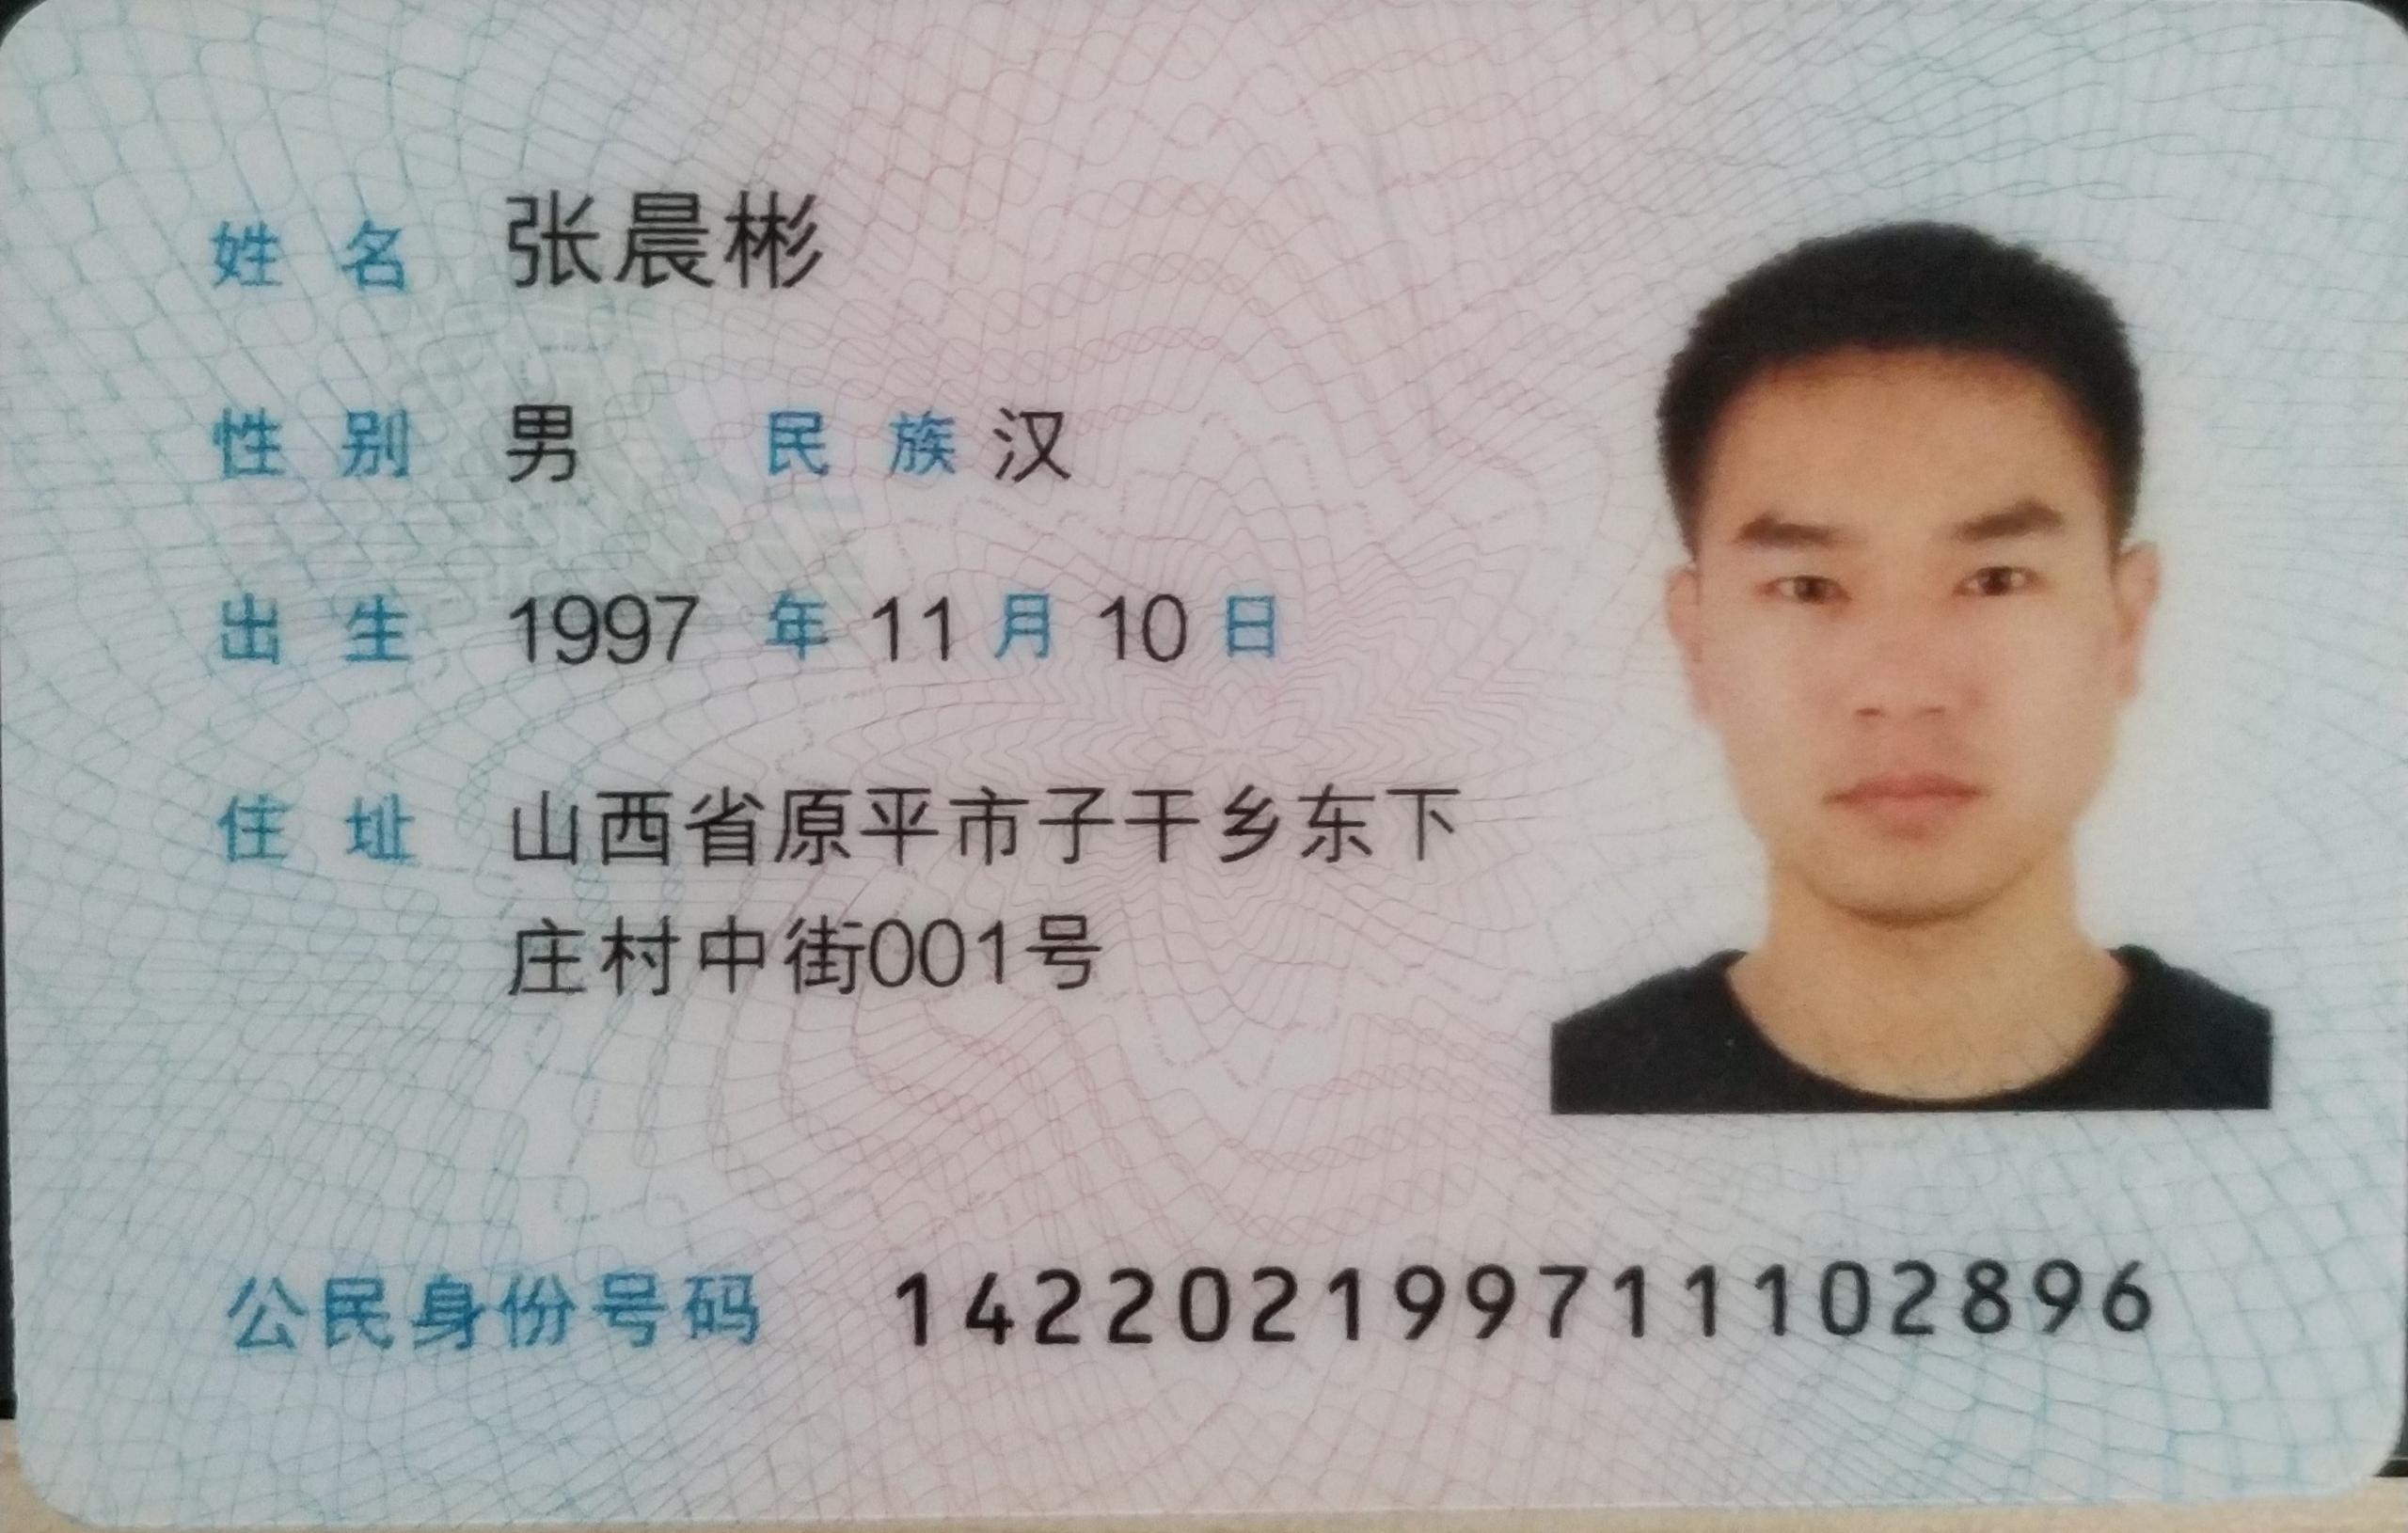 姓名 张晨彬
性别 男 民族 汉
出生 1997 年 11 月 10 日
住址 山西省原平市子干乡东下
庄村中街001号
公民身份号码 142202199711102896